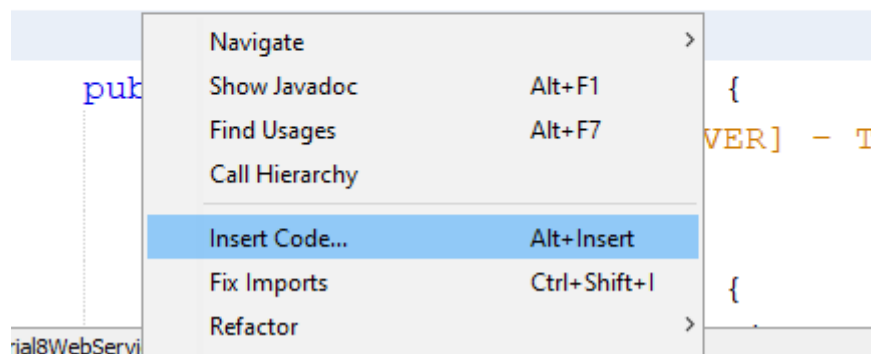 Navigate >
pub Show Javadoc Alt+F1 {
Find Usages Alt+F7 VER] - T
Call Hierarchy
Insert Code... Alt+Insert
Fix Imports Ctrl+Shift+I {
Refactor >
rial8WebServi